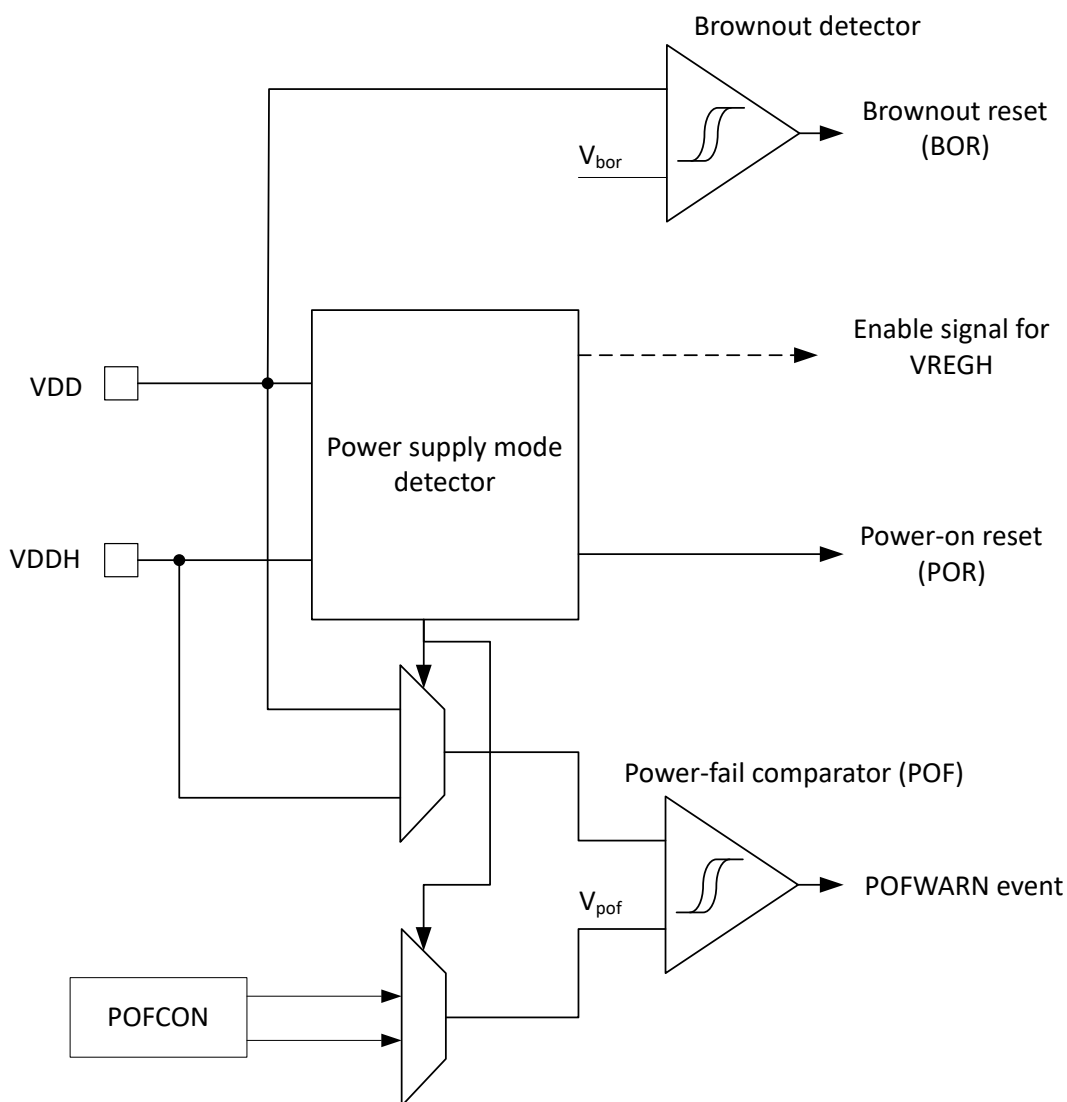 Brownout detector
Brownout reset
(BOR)
Vbor
Enable signal for
VREGH
VDD
Power supply mode
detector
VDDH
Power-on reset
(POR)
Power-fail comparator (POF)
Vpof
POFWARN event
POFCON